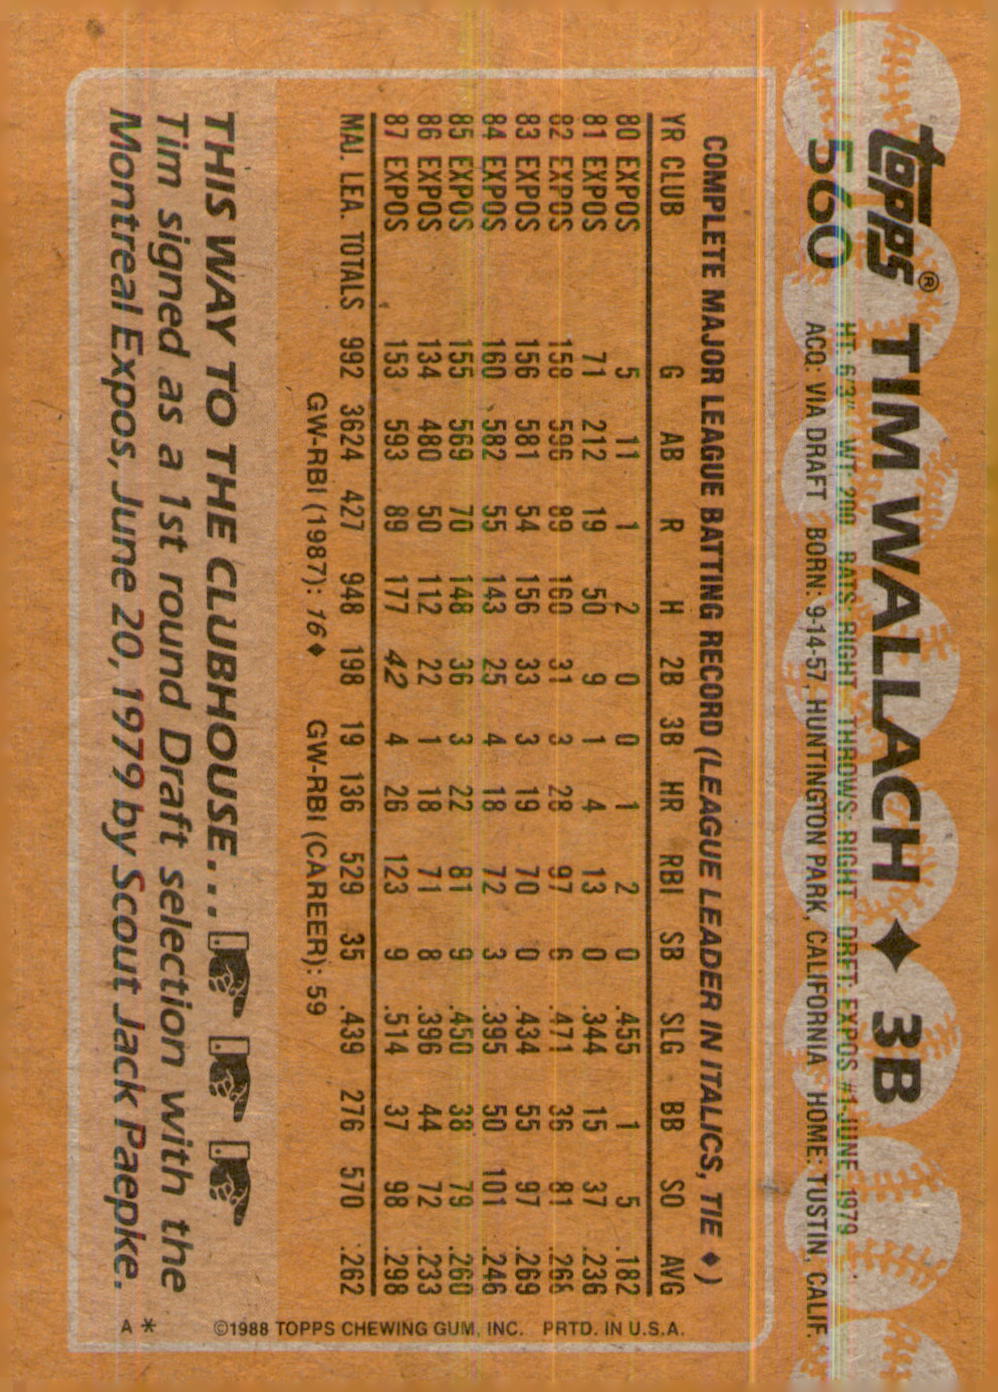 topps® TIM WALLACH ♦ 3B
560 HT: 6'3" WT: 200 BATS: RIGHT THROWS: RIGHT DRFT: EXPOS #1-JUNE, 1979
ACQ: VIA DRAFT BORN: 9-14-57, HUNTINGTON PARK, CALIFORNIA HOME: TUSTIN, CALIF.
COMPLETE MAJOR LEAGUE BATTING RECORD (LEAGUE LEADER IN ITALICS, TIE ♦)
YR CLUB G AB R H 2B 3B HR RBI SB SLG BB SO AVG
80 EXPOS 5 11 1 2 0 0 1 2 0 .455 1 5 .182
81 EXPOS 71 212 19 50 9 1 4 13 0 .344 15 37 .236
82 EXPOS 158 596 89 160 31 3 28 97 6 .471 36 81 .268
83 EXPOS 156 581 54 156 33 3 19 70 0 .434 55 97 .269
84 EXPOS 160 582 55 143 25 4 18 72 3 .395 50 101 .246
85 EXPOS 155 569 70 148 36 3 22 81 9 .450 38 79 .260
86 EXPOS 134 480 50 112 22 1 18 71 8 .396 44 72 .233
87 EXPOS 153 593 89 177 42 4 26 123 9 .514 37 98 .298
MAJ. LEA. TOTALS 992 3624 427 948 198 19 136 529 35 .439 276 570 .262
GW-RBI (1987): 16♦ GW-RBI (CAREER): 59
THIS WAY TO THE CLUBHOUSE...
Tim signed as a 1st round Draft selection with the
Montreal Expos, June 20, 1979 by Scout Jack Paepke.
©1988 TOPPS CHEWING GUM, INC. PRTD. IN U.S.A.
A *